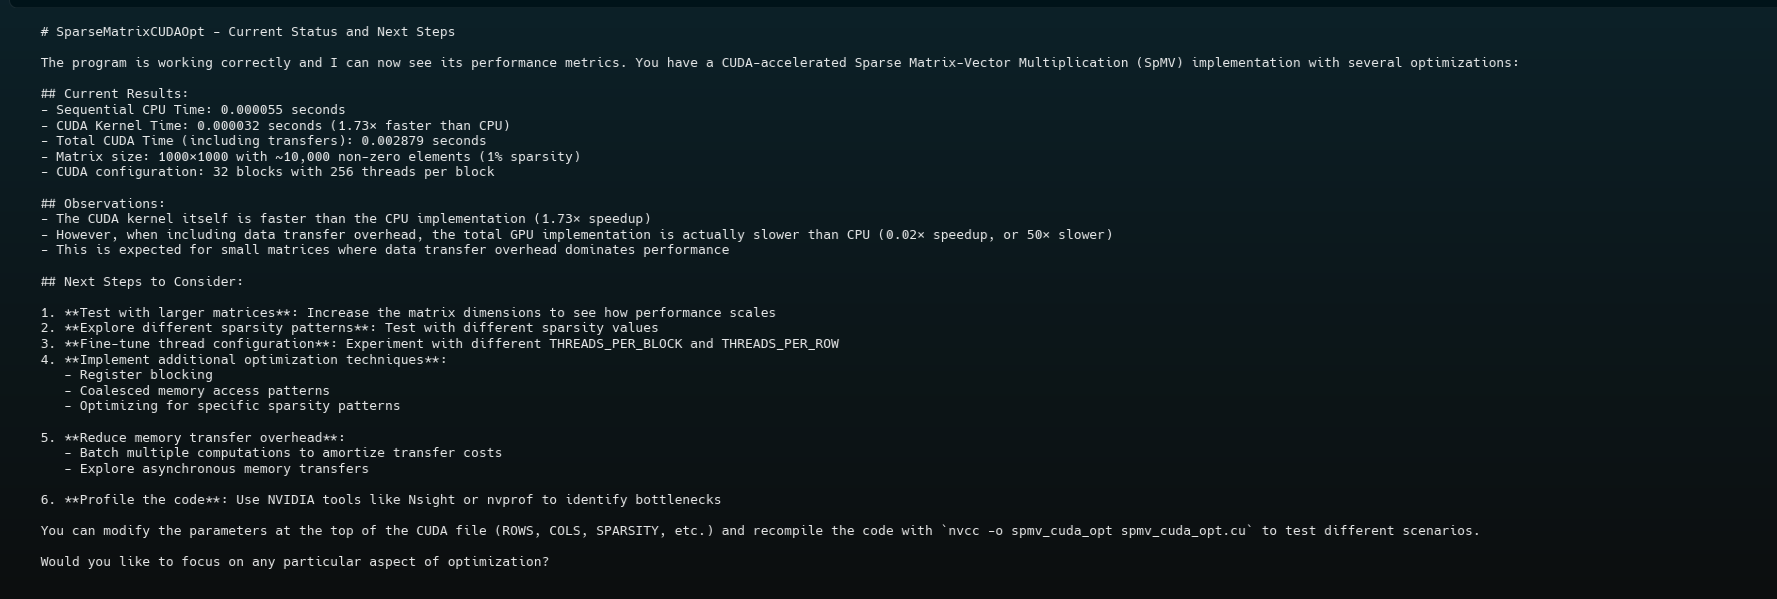 # SparseMatrixCUDAOpt - Current Status and Next Steps
The program is working correctly and I can now see its performance metrics. You have a CUDA-accelerated Sparse Matrix-Vector Multiplication (SpMV) implementation with several optimizations:
## Current Results:
- Sequential CPU Time: 0.000055 seconds
- CUDA Kernel Time: 0.000032 seconds (1.73× faster than CPU)
- Total CUDA Time (including transfers): 0.002879 seconds
- Matrix size: 1000×1000 with ~10,000 non-zero elements (1% sparsity)
- CUDA configuration: 32 blocks with 256 threads per block
## Observations:
- The CUDA kernel itself is faster than the CPU implementation (1.73× speedup)
- However, when including data transfer overhead, the total GPU implementation is actually slower than CPU (0.02× speedup, or 50× slower)
- This is expected for small matrices where data transfer overhead dominates performance
## Next Steps to Consider:
1. **Test with larger matrices**: Increase the matrix dimensions to see how performance scales
2. **Explore different sparsity patterns**: Test with different sparsity values
3. **Fine-tune thread configuration**: Experiment with different THREADS_PER_BLOCK and THREADS_PER_ROW
4. **Implement additional optimization techniques**:
- Register blocking
- Coalesced memory access patterns
- Optimizing for specific sparsity patterns
5. **Reduce memory transfer overhead**:
- Batch multiple computations to amortize transfer costs
- Explore asynchronous memory transfers
6. **Profile the code**: Use NVIDIA tools like Nsight or nvprof to identify bottlenecks
You can modify the parameters at the top of the CUDA file (ROWS, COLS, SPARSITY, etc.) and recompile the code with `nvcc -o spmv_cuda_opt spmv_cuda_opt.cu` to test different scenarios.
Would you like to focus on any particular aspect of optimization?